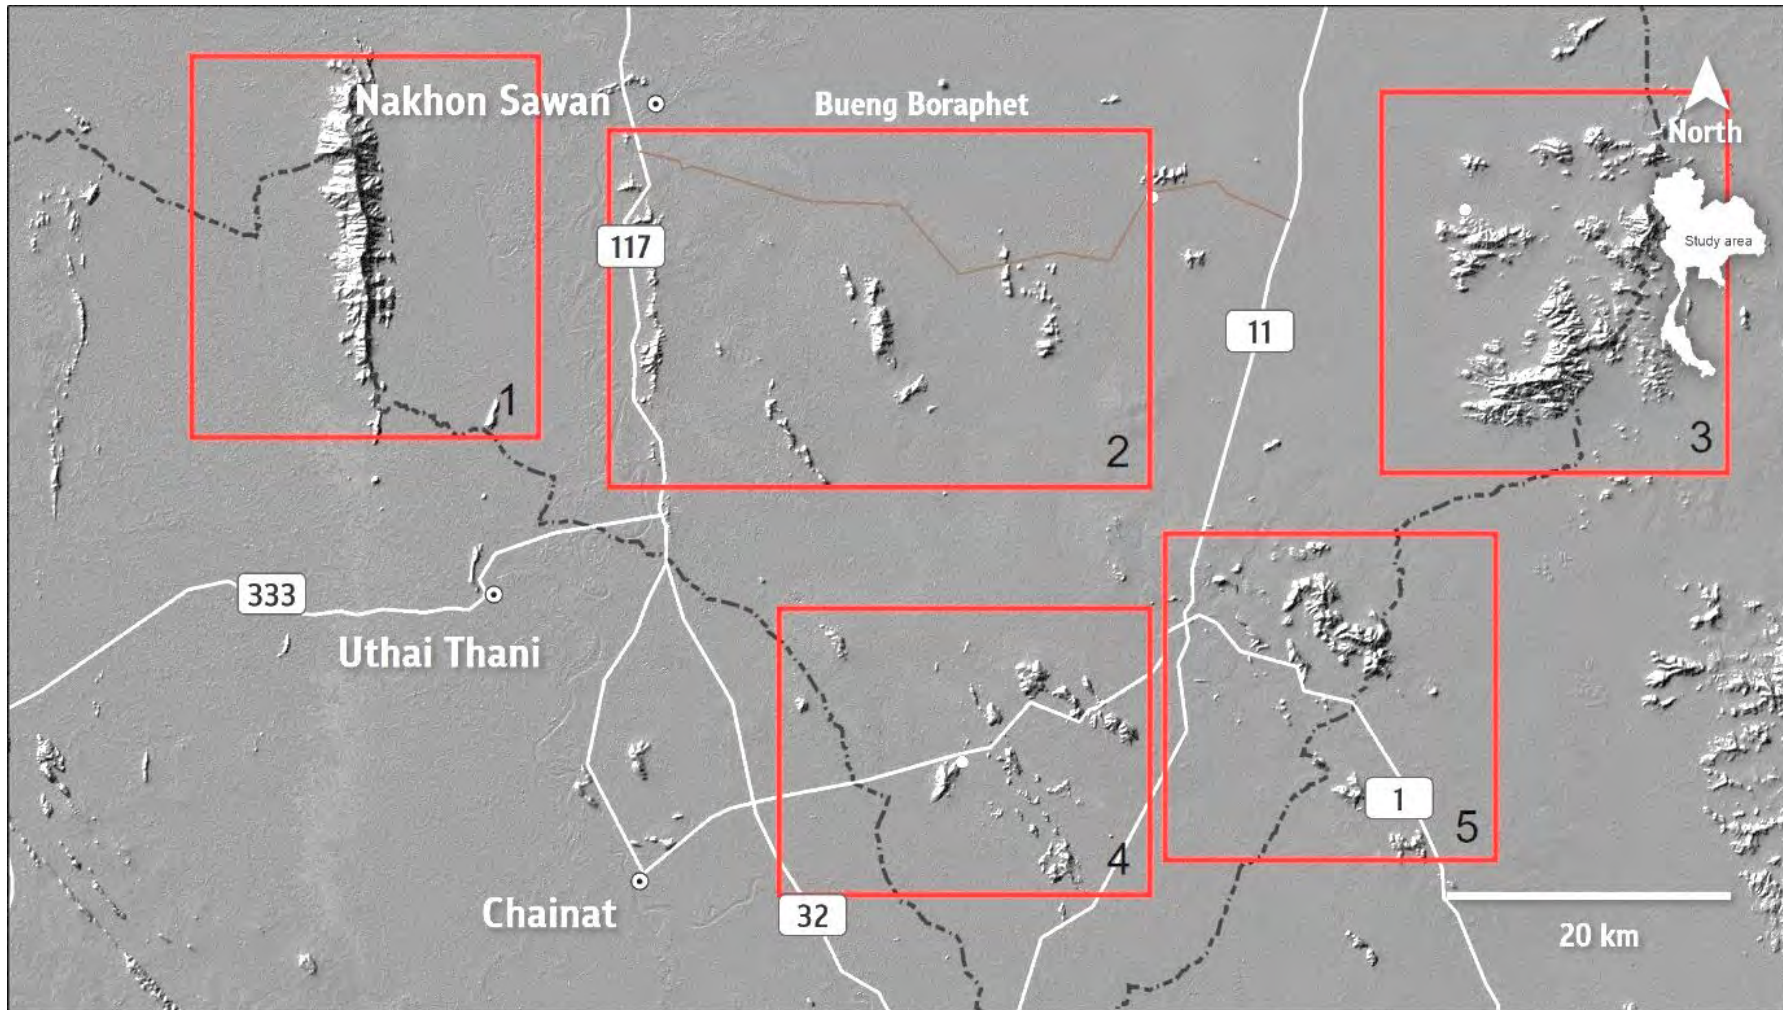 Nakhon Sawan
Bueng Boraphet
North
Study area
117
11
1
2
3
333
Uthai Thani
1
5
4
Chainat
32
20 km